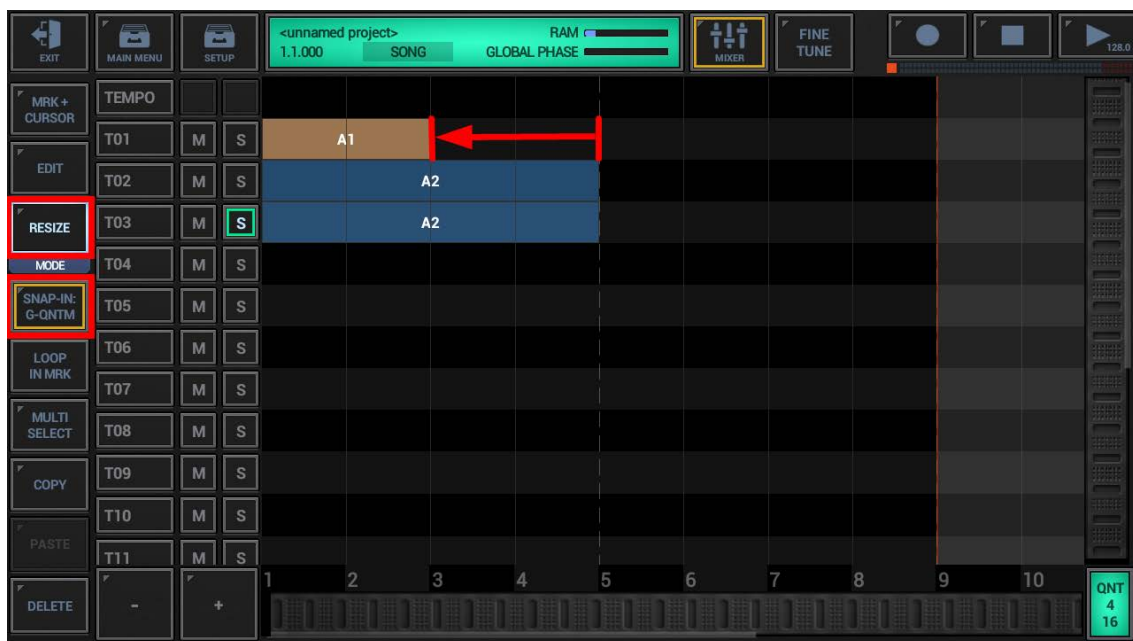 EXIT
MAIN MENU
SETUP
<unnamed project>
RAM
1.1.000
SONG
GLOBAL PHASE
MIXER
FINE
TUNE
128.0
MRK +
CURSOR
EDIT
RESIZE
MODE
SNAP-IN:
G-QNTM
LOOP
IN MRK
MULTI
SELECT
COPY
PASTE
DELETE
TEMPO
T01 M S A1
T02 M S A2
T03 M S A2
T04 M S
T05 M S
T06 M S
T07 M S
T08 M S
T09 M S
T10 M S
T11 M S
- +
1 2 3 4 5 6 7 8 9 10
QNT
4
16